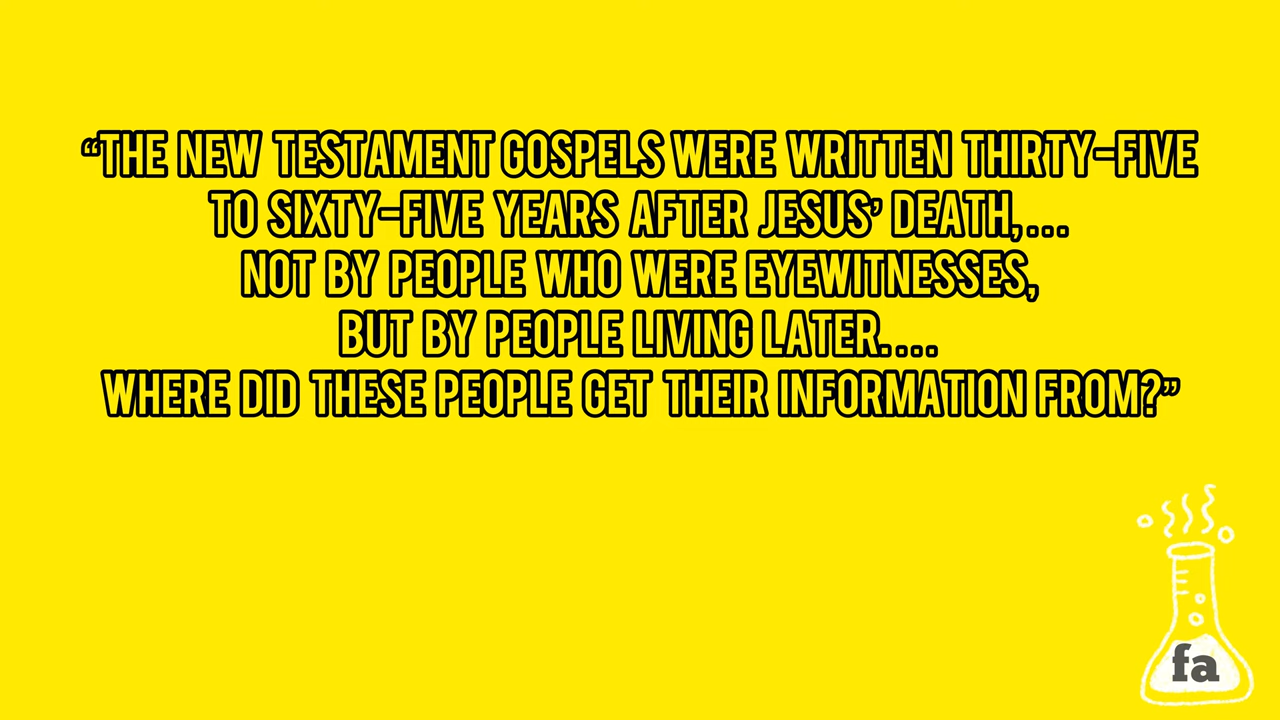 “THE NEW TESTAMENT GOSPELS WERE WRITTEN THIRTY-FIVE
TO SIXTY-FIVE YEARS AFTER JESUS’ DEATH,...
NOT BY PEOPLE WHO WERE EYEWITNESSES,
BUT BY PEOPLE LIVING LATER....
WHERE DID THESE PEOPLE GET THEIR INFORMATION FROM?”
fa